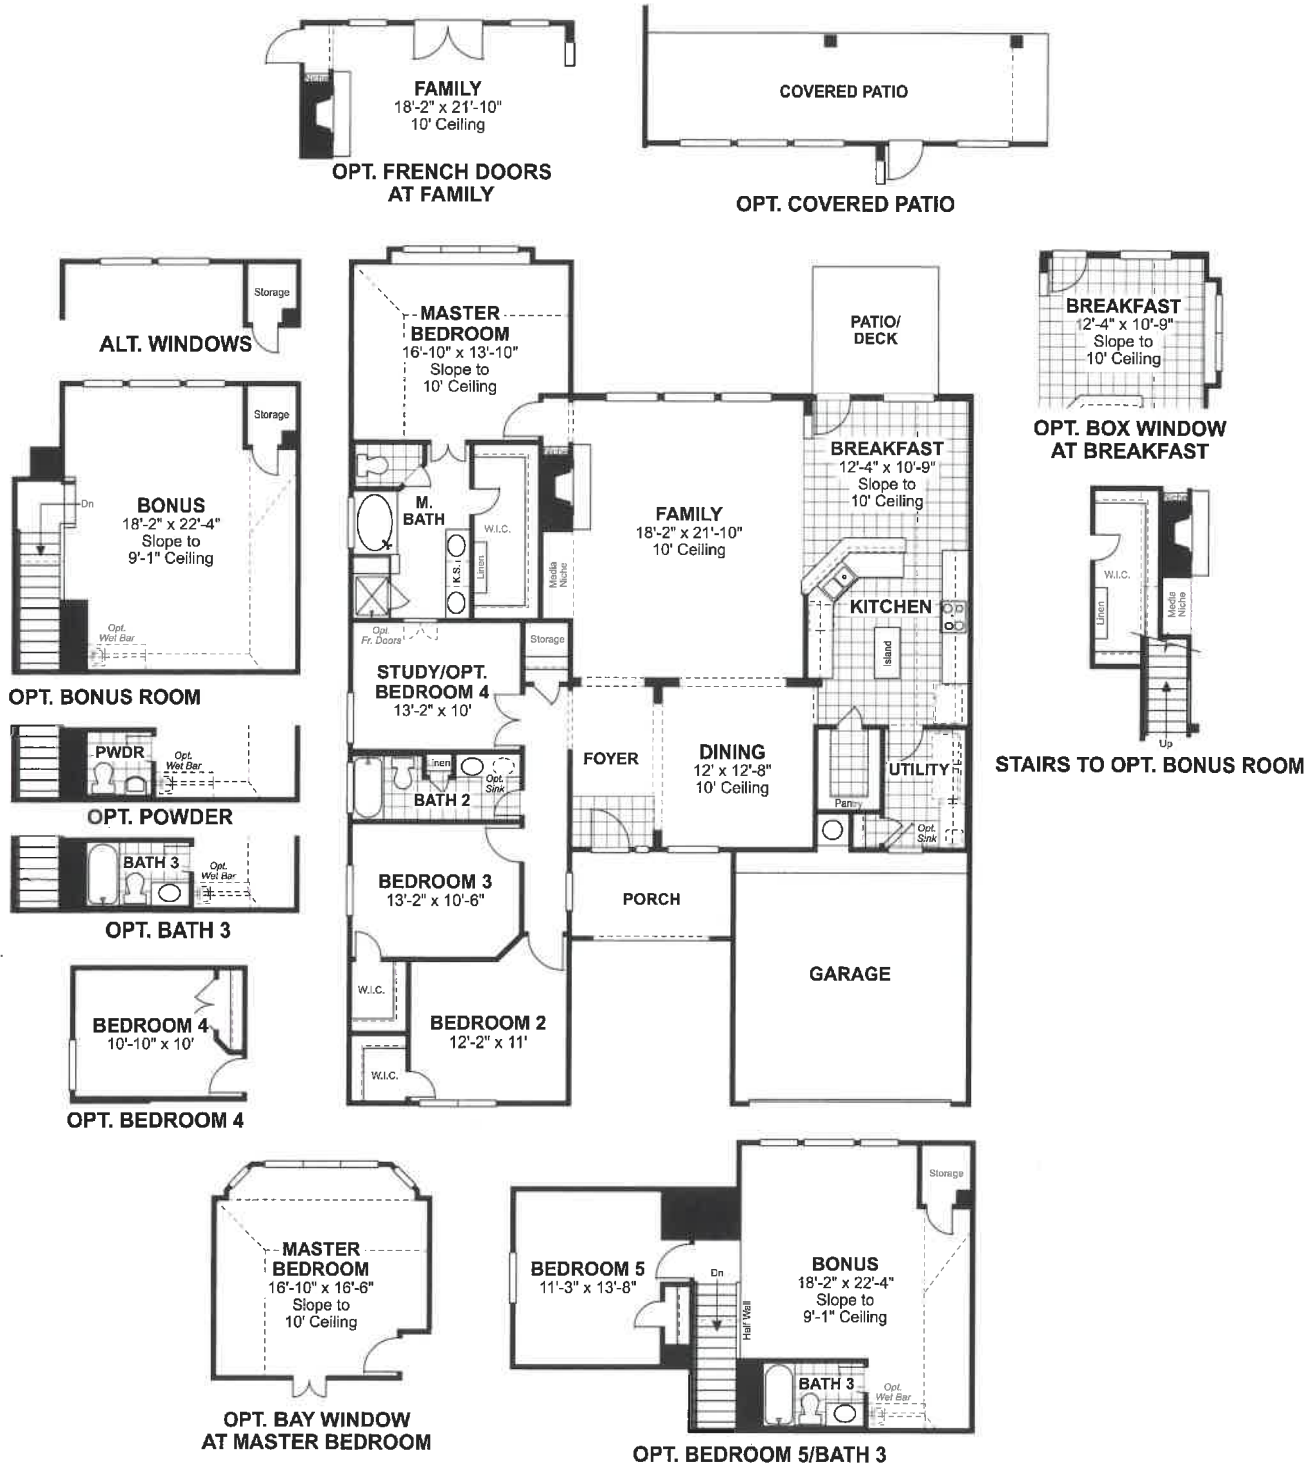 Niche
FAMILY
18'-2" x 21'-10"
10' Ceiling
OPT. FRENCH DOORS
AT FAMILY
COVERED PATIO
OPT. COVERED PATIO
Storage
ALT. WINDOWS
Storage
Dn
BONUS
18'-2" x 22'-4"
Slope to
9'-1" Ceiling
Opt.
Wet Bar
OPT. BONUS ROOM
PWDR
Opt.
Wet Bar
OPT. POWDER
BATH 3
Opt.
Wet Bar
OPT. BATH 3
BEDROOM 4
10'-10" x 10'
OPT. BEDROOM 4
MASTER
BEDROOM
16'-10" x 13'-10"
Slope to
10' Ceiling
PATIO/
DECK
BREAKFAST
12'-4" x 10'-9"
Slope to
10' Ceiling
M.
BATH
W.I.C.
Linen
K.S.
FAMILY
18'-2" x 21'-10"
10' Ceiling
Media
Niche
KITCHEN
Island
Opt.
Fr. Doors
Storage
STUDY/OPT.
BEDROOM 4
13'-2" x 10'
FOYER
DINING
12' x 12'-8"
10' Ceiling
UTILITY
Pantry
Opt.
Sink
Linen
BATH 2
Opt.
Sink
BEDROOM 3
13'-2" x 10'-6"
PORCH
GARAGE
W.I.C.
BEDROOM 2
12'-2" x 11'
W.I.C.
BREAKFAST
12'-4" x 10'-9"
Slope to
10' Ceiling
OPT. BOX WINDOW
AT BREAKFAST
W.I.C.
Linen
Media
Niche
Up
STAIRS TO OPT. BONUS ROOM
MASTER
BEDROOM
16'-10" x 16'-6"
Slope to
10' Ceiling
OPT. BAY WINDOW
AT MASTER BEDROOM
Storage
BEDROOM 5
11'-3" x 13'-8"
Dn
Half Wall
BONUS
18'-2" x 22'-4"
Slope to
9'-1" Ceiling
BATH 3
Opt.
Wet Bar
OPT. BEDROOM 5/BATH 3